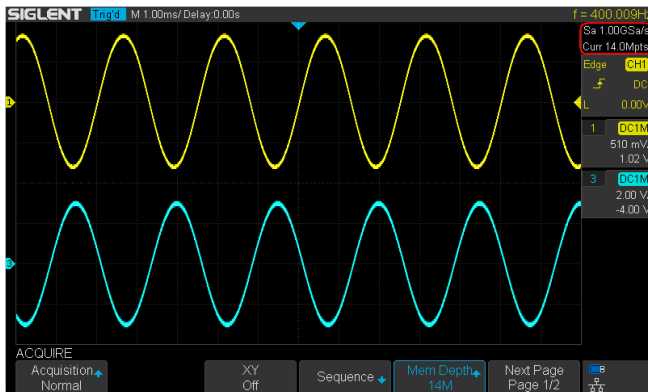 SIGLENT Trig'd M 1.00ms/ Delay:0.00s f = 400.009Hz
Sa 1.00GSa/s
Curr 14.0Mpts
Edge CH1
DC
L 0.00V
1 DC1M
510 mV/
1.02 V
3 DC1M
2.00 V/
-4.00 V
1
3
ACQUIRE
Acquisition XY Sequence Mem Depth Next Page
Normal Off 14M Page 1/2